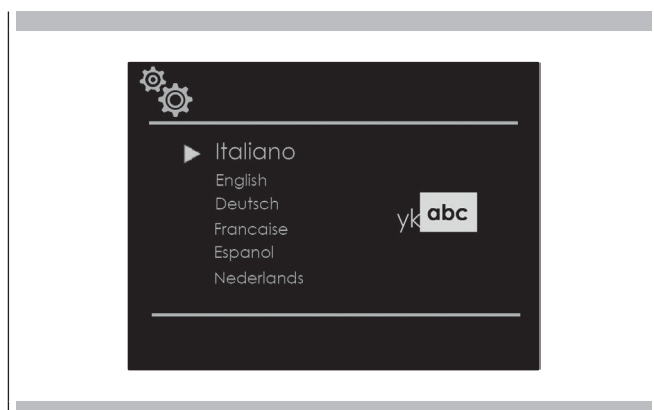 Italiano
English
Deutsch
Francaise
Espanol
Nederlands
yk abc